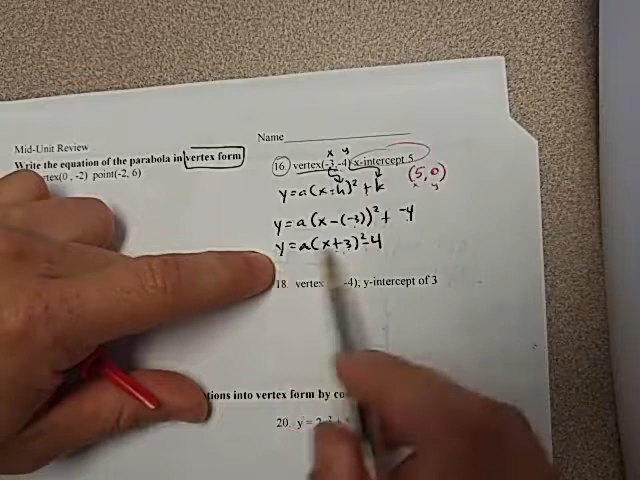 Name
Mid-Unit Review
Write the equation of the parabola in vertex form
(0, -2) point(-2, 6)
x y
16. vertex(-3,-4) x-intercept 5
(5,0)
x y
y=a(x-h)²+k
y=a(x-(-3))²+-4
y=a(x+3)²-4
18. vertex -4); y-intercept of 3
into vertex form by
20. y =